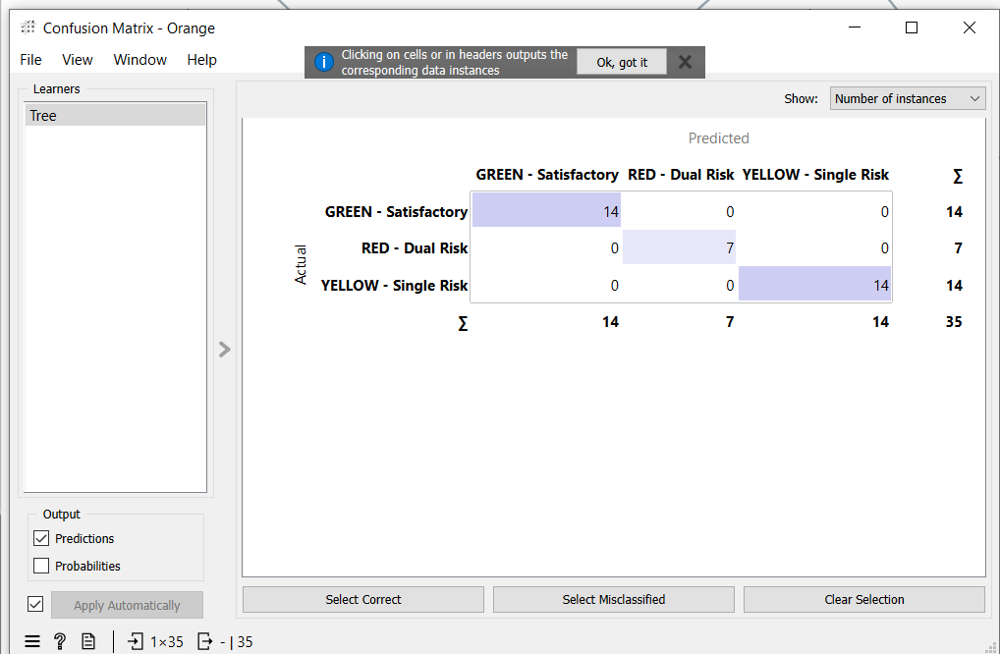 Confusion Matrix - Orange
File View Window Help
Clicking on cells or in headers outputs the
corresponding data instances
Ok, got it
Learners
Tree
Show: Number of instances
Predicted
GREEN - Satisfactory RED - Dual Risk YELLOW - Single Risk ∑
Actual
GREEN - Satisfactory 14 0 0 14
RED - Dual Risk 0 7 0 7
YELLOW - Single Risk 0 0 14 14
∑ 14 7 14 35
Output
Predictions
Probabilities
Apply Automatically
Select Correct Select Misclassified Clear Selection
? 1×35 - | 35